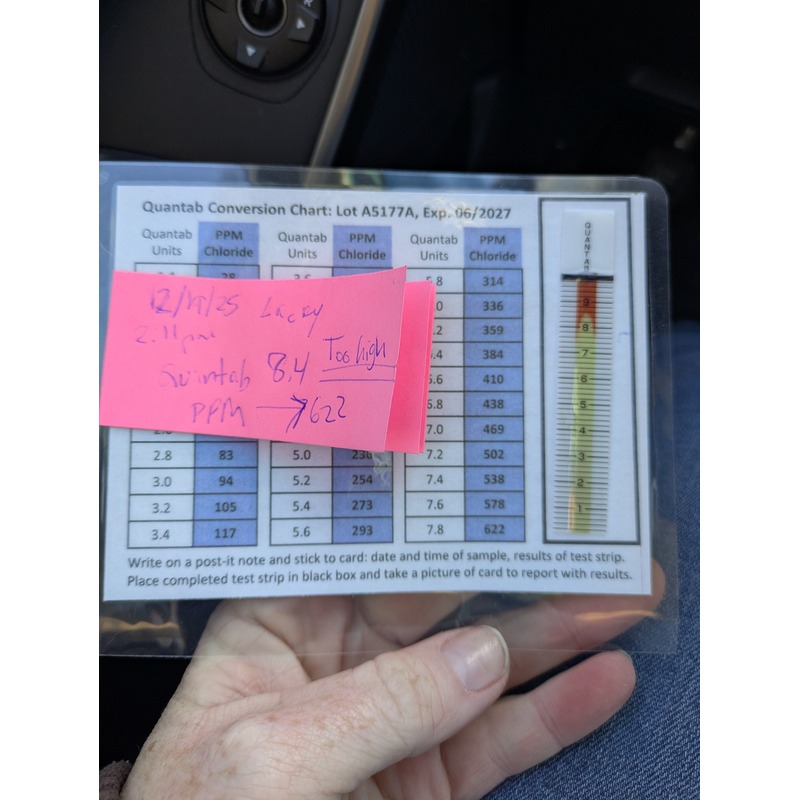 Quantab Conversion Chart: Lot A5177A, Exp. 06/2027
Quantab Units PPM Chloride Quantab Units PPM Chloride Quantab Units PPM Chloride
314
336
359
384
410
438
7.0 469
2.8 83 5.0 7.2 502
3.0 94 5.2 254 7.4 538
3.2 105 5.4 273 7.6 578
3.4 117 5.6 293 7.8 622
Write on a post-it note and stick to card: date and time of sample, results of test strip.
Place completed test strip in black box and take a picture of card to report with results.
2:11 pm
8.4 Too high
PPM → 622
QUANTAB
9
8
7
6
5
4
3
2
1